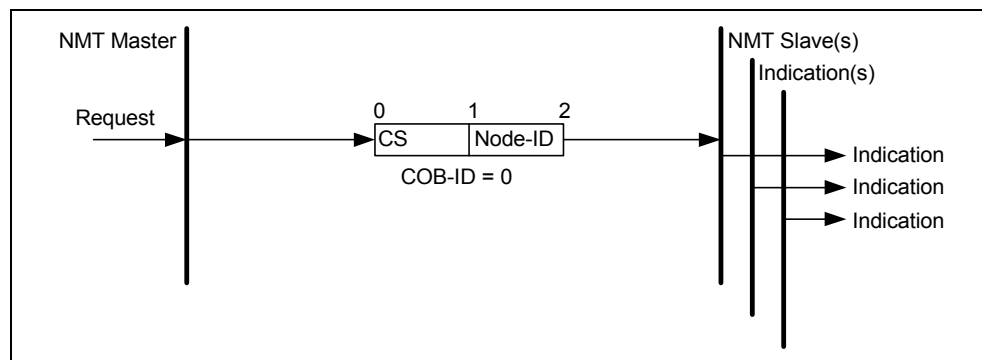 NMT Master
NMT Slave(s)
Indication(s)
Request
0 1 2
CS Node-ID
COB-ID = 0
Indication
Indication
Indication